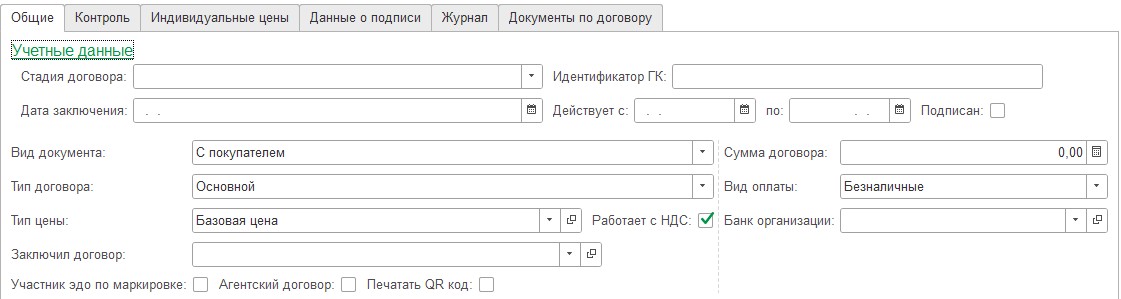 Общие Контроль Индивидуальные цены Данные о подписи Журнал Документы по договору
Учетные данные
Стадия договора: Идентификатор ГК:
Дата заключения: . . Действует с: . . по: . . Подписан:
Вид документа: С покупателем Сумма договора: 0,00
Тип договора: Основной Вид оплаты: Безналичные
Тип цены: Базовая цена Работает с НДС: Банк организации:
Заключил договор:
Участник эдо по маркировке: Агентский договор: Печатать QR код: